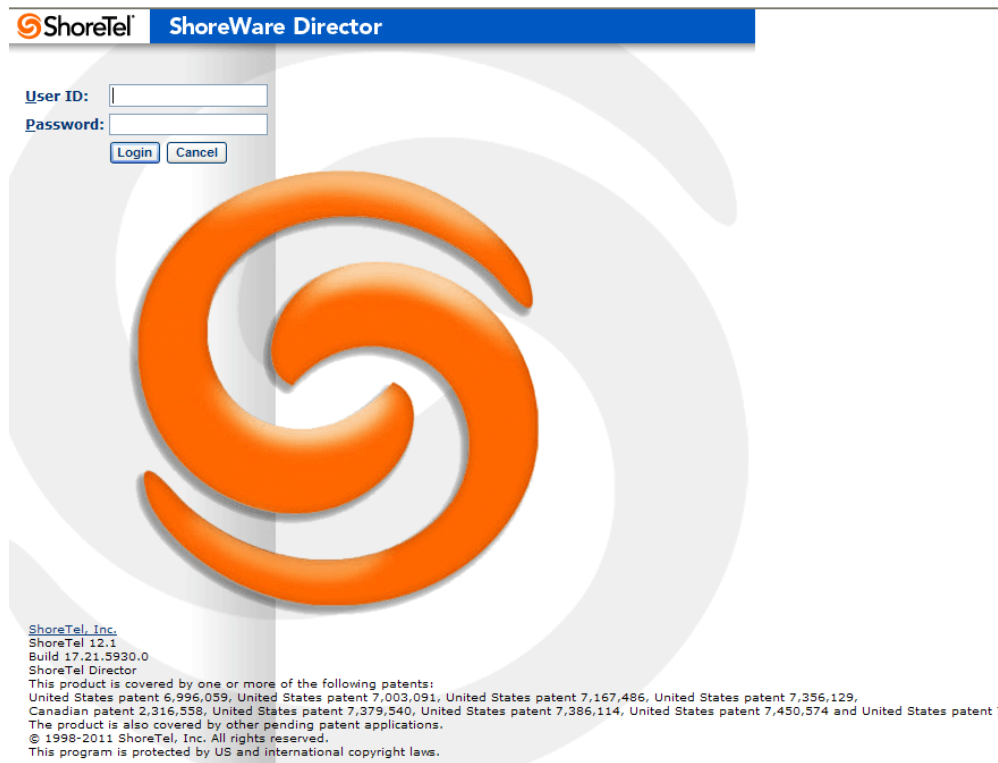 ShoreTel ShoreWare Director
User ID:
Password:
Login Cancel
ShoreTel, Inc.
ShoreTel 12.1
Build 17.21.5930.0
ShoreTel Director
This product is covered by one or more of the following patents:
United States patent 6,996,059, United States patent 7,003,091, United States patent 7,167,486, United States patent 7,356,129,
Canadian patent 2,316,558, United States patent 7,379,540, United States patent 7,386,114, United States patent 7,450,574 and United States patent
The product is also covered by other pending patent applications.
© 1998-2011 ShoreTel, Inc. All rights reserved.
This program is protected by US and international copyright laws.